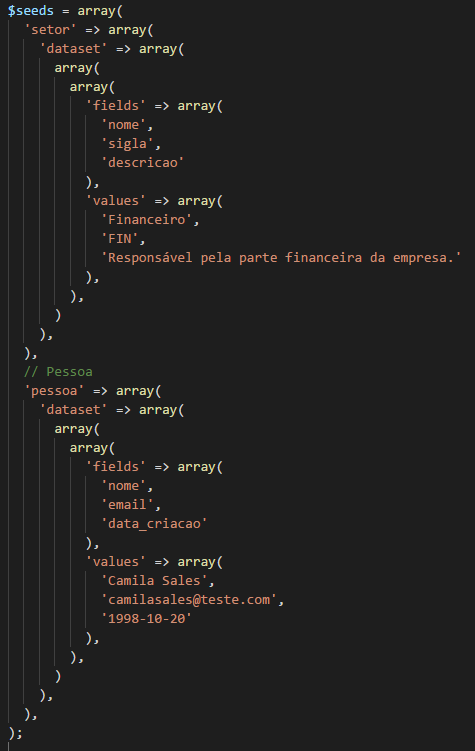 $seeds = array(
  'setor' => array(
    'dataset' => array(
      array(
        array(
          'fields' => array(
            'nome',
            'sigla',
            'descricao'
          ),
          'values' => array(
            'Financeiro',
            'FIN',
            'Responsável pela parte financeira da empresa.'
          ),
        ),
      )
    ),
  ),
  // Pessoa
  'pessoa' => array(
    'dataset' => array(
      array(
        array(
          'fields' => array(
            'nome',
            'email',
            'data_criacao'
          ),
          'values' => array(
            'Camila Sales',
            'camilasales@teste.com',
            '1998-10-20'
          ),
        ),
      )
    ),
  ),
);